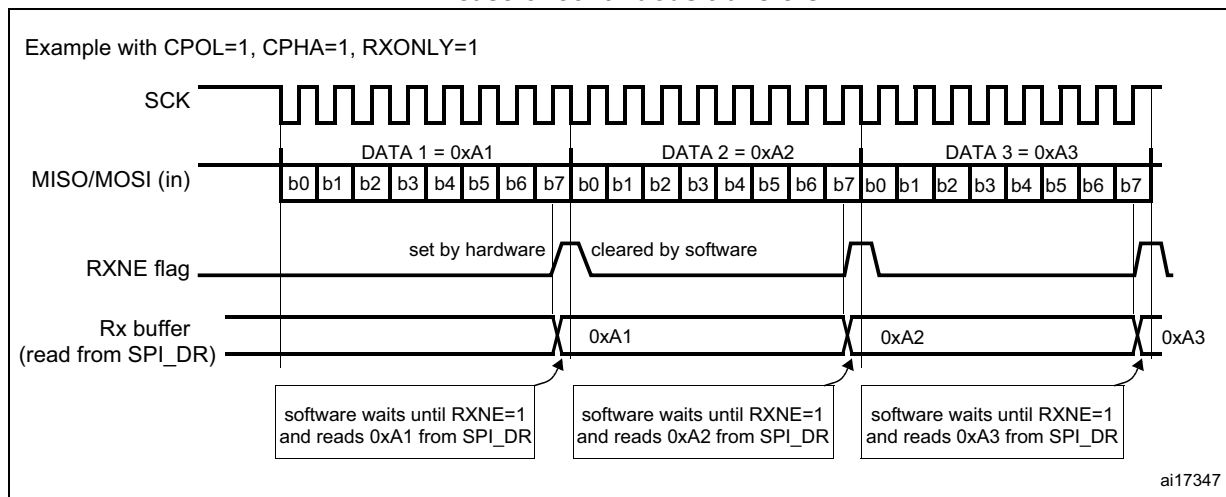 Example with CPOL=1, CPHA=1, RXONLY=1
SCK
DATA 1 = 0xA1 DATA 2 = 0xA2 DATA 3 = 0xA3
MISO/MOSI (in) b0 b1 b2 b3 b4 b5 b6 b7 b0 b1 b2 b3 b4 b5 b6 b7 b0 b1 b2 b3 b4 b5 b6 b7
set by hardware cleared by software
RXNE flag
Rx buffer
(read from SPI_DR)
0xA1 0xA2 0xA3
software waits until RXNE=1
and reads 0xA1 from SPI_DR
software waits until RXNE=1
and reads 0xA2 from SPI_DR
software waits until RXNE=1
and reads 0xA3 from SPI_DR
ai17347